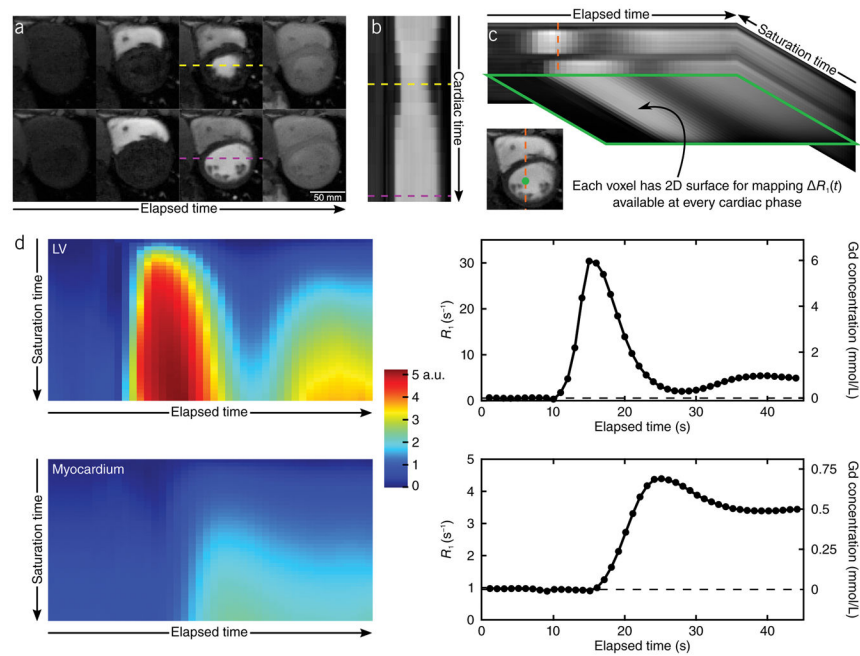 a
50 mm
Elapsed time
b
Cardiac time
Elapsed time
Saturation time
c
Each voxel has 2D surface for mapping ΔR₁(t)
available at every cardiac phase
d
LV
Saturation time
Elapsed time
5 a.u.
4
3
2
1
0
R₁ (s⁻¹)
30
20
10
0
0 10 20 30 40
Elapsed time (s)
6
4
2
0
Gd concentration
(mmol/L)
Myocardium
Saturation time
Elapsed time
R₁ (s⁻¹)
5
4
3
2
1
0
0 10 20 30 40
Elapsed time (s)
0.75
0.5
0.25
0
Gd concentration
(mmol/L)